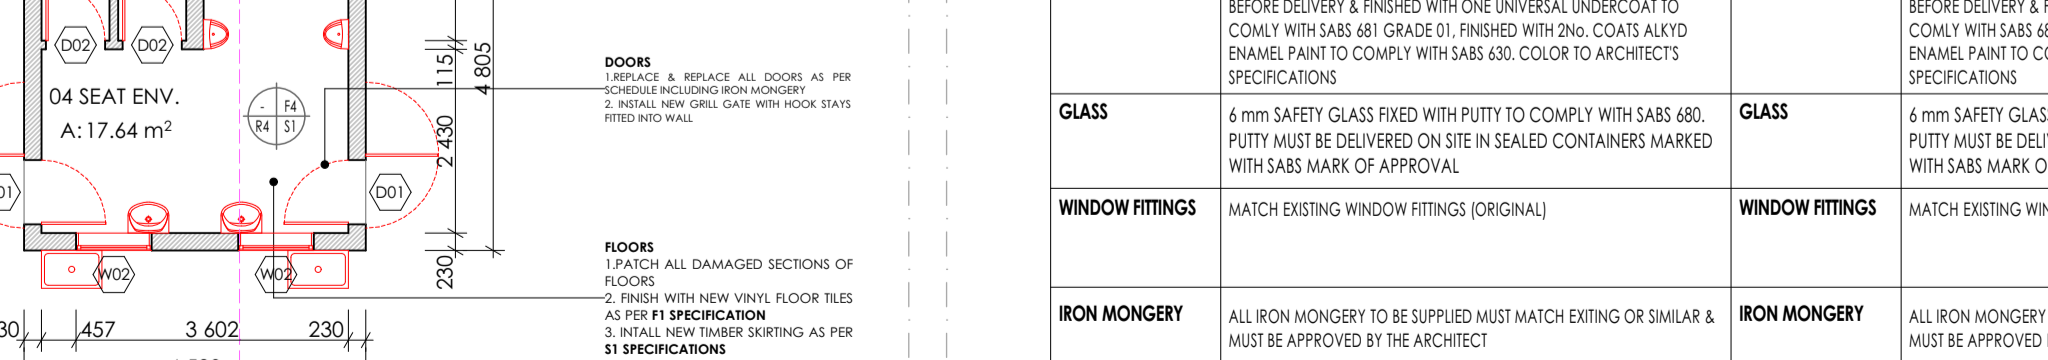 D02
D02
04 SEAT ENV.
A: 17.64 m²
-
F4
R4
S1
D01
W02
W02
457
3 602
230
115
4 805
2 430
230
DOORS
1.REPLACE & REPLACE ALL DOORS AS PER
SCHEDULE INCLUDING IRON MONGERY
2. INSTALL NEW GRILL GATE WITH HOOK STAYS
FITTED INTO WALL
FLOORS
1.PATCH ALL DAMAGED SECTIONS OF
FLOORS
2. FINISH WITH NEW VINYL FLOOR TILES
AS PER F1 SPECIFICATION
3. INTALL NEW TIMBER SKIRTING AS PER
S1 SPECIFICATIONS
BEFORE DELIVERY & FINISHED WITH ONE UNIVERSAL UNDERCOAT TO
COMLY WITH SABS 681 GRADE 01, FINISHED WITH 2No. COATS ALKYD
ENAMEL PAINT TO COMPLY WITH SABS 630. COLOR TO ARCHITECT'S
SPECIFICATIONS
GLASS
6 mm SAFETY GLASS FIXED WITH PUTTY TO COMPLY WITH SABS 680.
PUTTY MUST BE DELIVERED ON SITE IN SEALED CONTAINERS MARKED
WITH SABS MARK OF APPROVAL
WINDOW FITTINGS
MATCH EXISTING WINDOW FITTINGS (ORIGINAL)
IRON MONGERY
ALL IRON MONGERY TO BE SUPPLIED MUST MATCH EXITING OR SIMILAR &
MUST BE APPROVED BY THE ARCHITECT
BEFORE DELIVERY &
COMLY WITH SABS
ENAMEL PAINT TO
SPECIFICATIONS
GLASS
6 mm SAFETY
PUTTY MUST BE
WITH SABS MARK
WINDOW FITTINGS
MATCH EXISTING
IRON MONGERY
ALL IRON MONGERY
MUST BE APPROVED